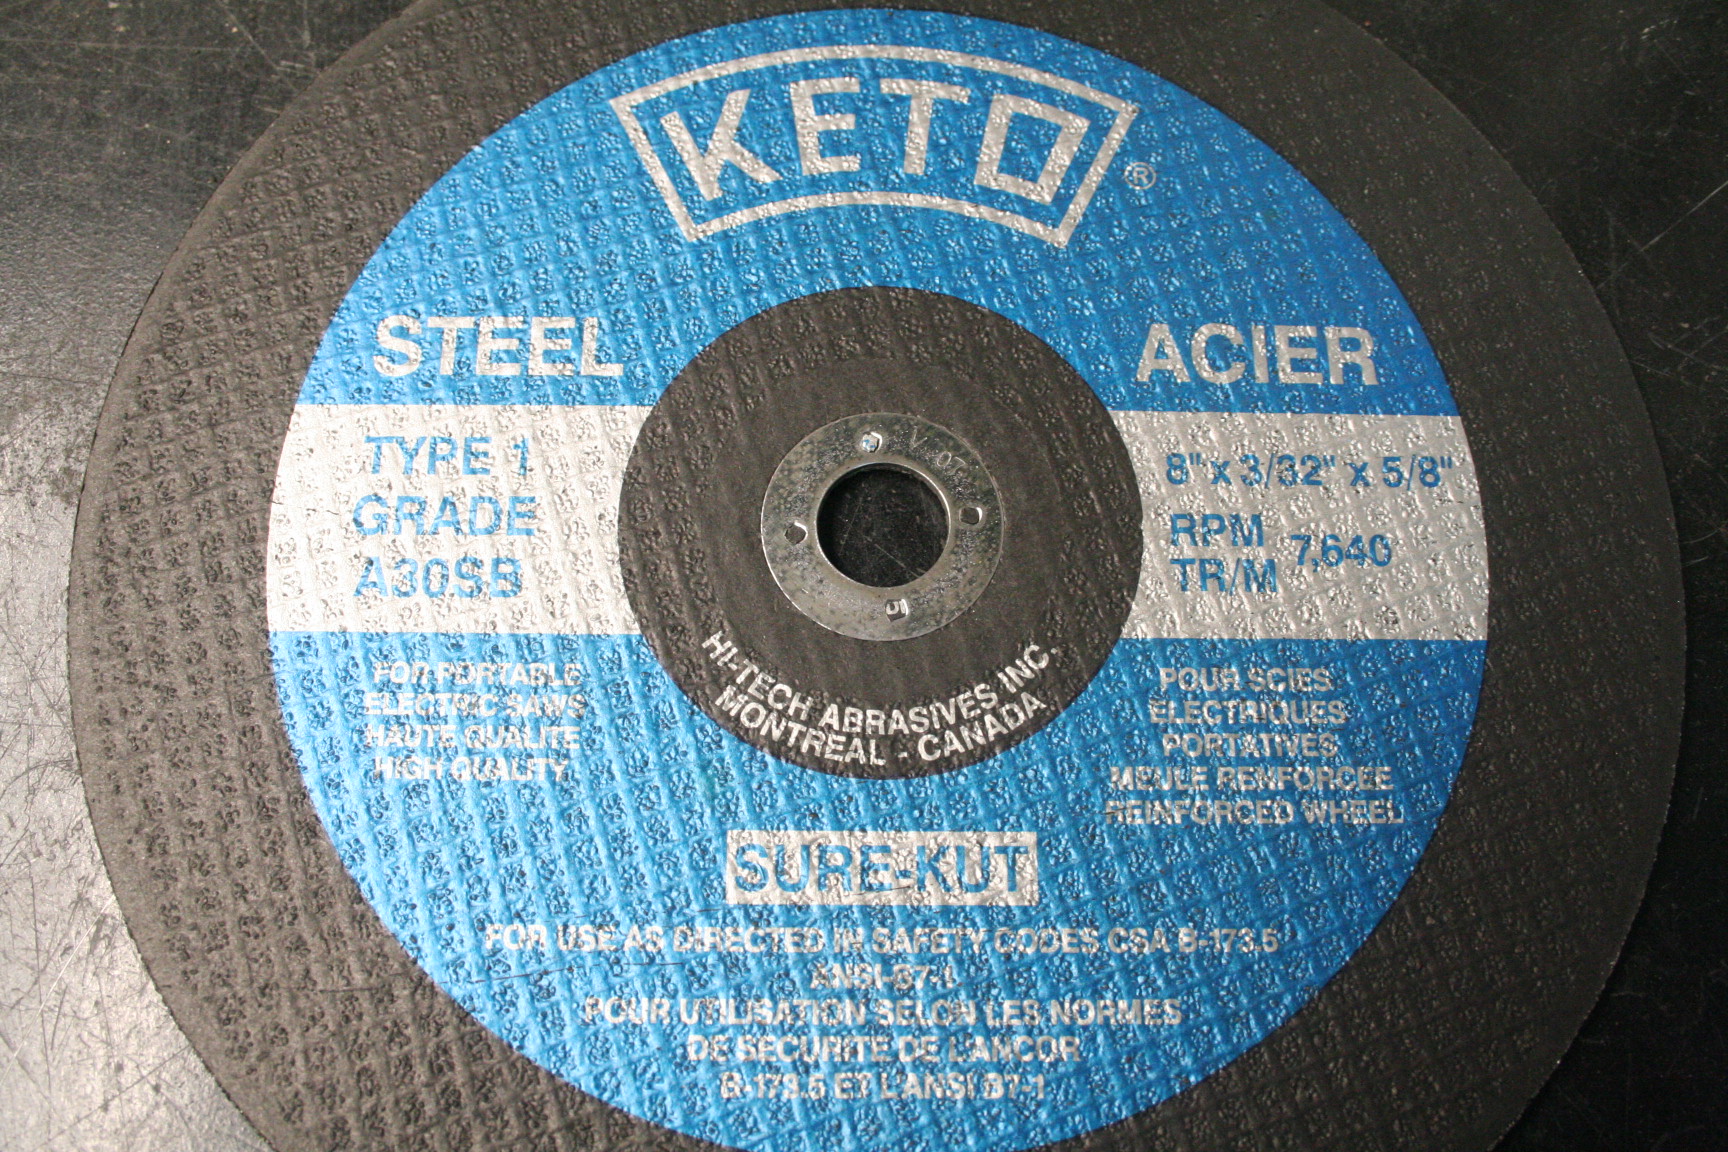 KETO®
STEEL
ACIER
TYPE 1
GRADE
A30SB
8" x 3/32" x 5/8"
RPM 7,640
TR/M
HI-TECH ABRASIVES INC.
MONTREAL - CANADA
FOR PORTABLE
ELECTRIC SAWS
HAUTE QUALITE
HIGH QUALITY
POUR SCIES
ELECTRIQUES
PORTATIVES
MEULE RENFORCEE
REINFORCED WHEEL
SURE-KUT
FOR USE AS DIRECTED IN SAFETY CODES CSA B-173.5
ANSI-B7-1
POUR UTILISATION SELON LES NORMES
DE SECURITE DE L'ANCOR
B-173.5 ET L'ANSI B7-1